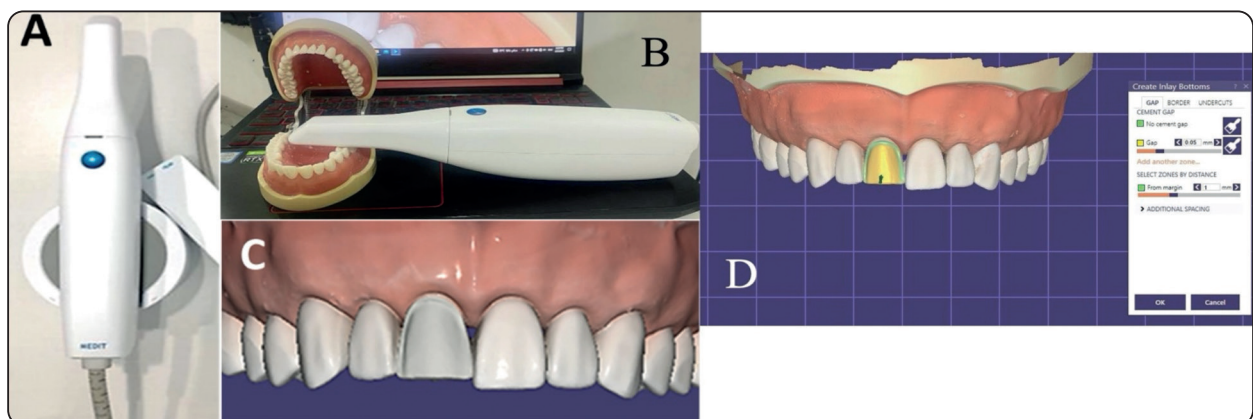 A
MEDIT
B
C
D
Create Inlay Bottoms ? ×
GAP BORDER UNDERCUTS
CEMENT GAP
No cement gap
Gap 0.05 mm
Add another zone...
SELECT ZONES BY DISTANCE
From margin 1 mm
ADDITIONAL SPACING
OK Cancel